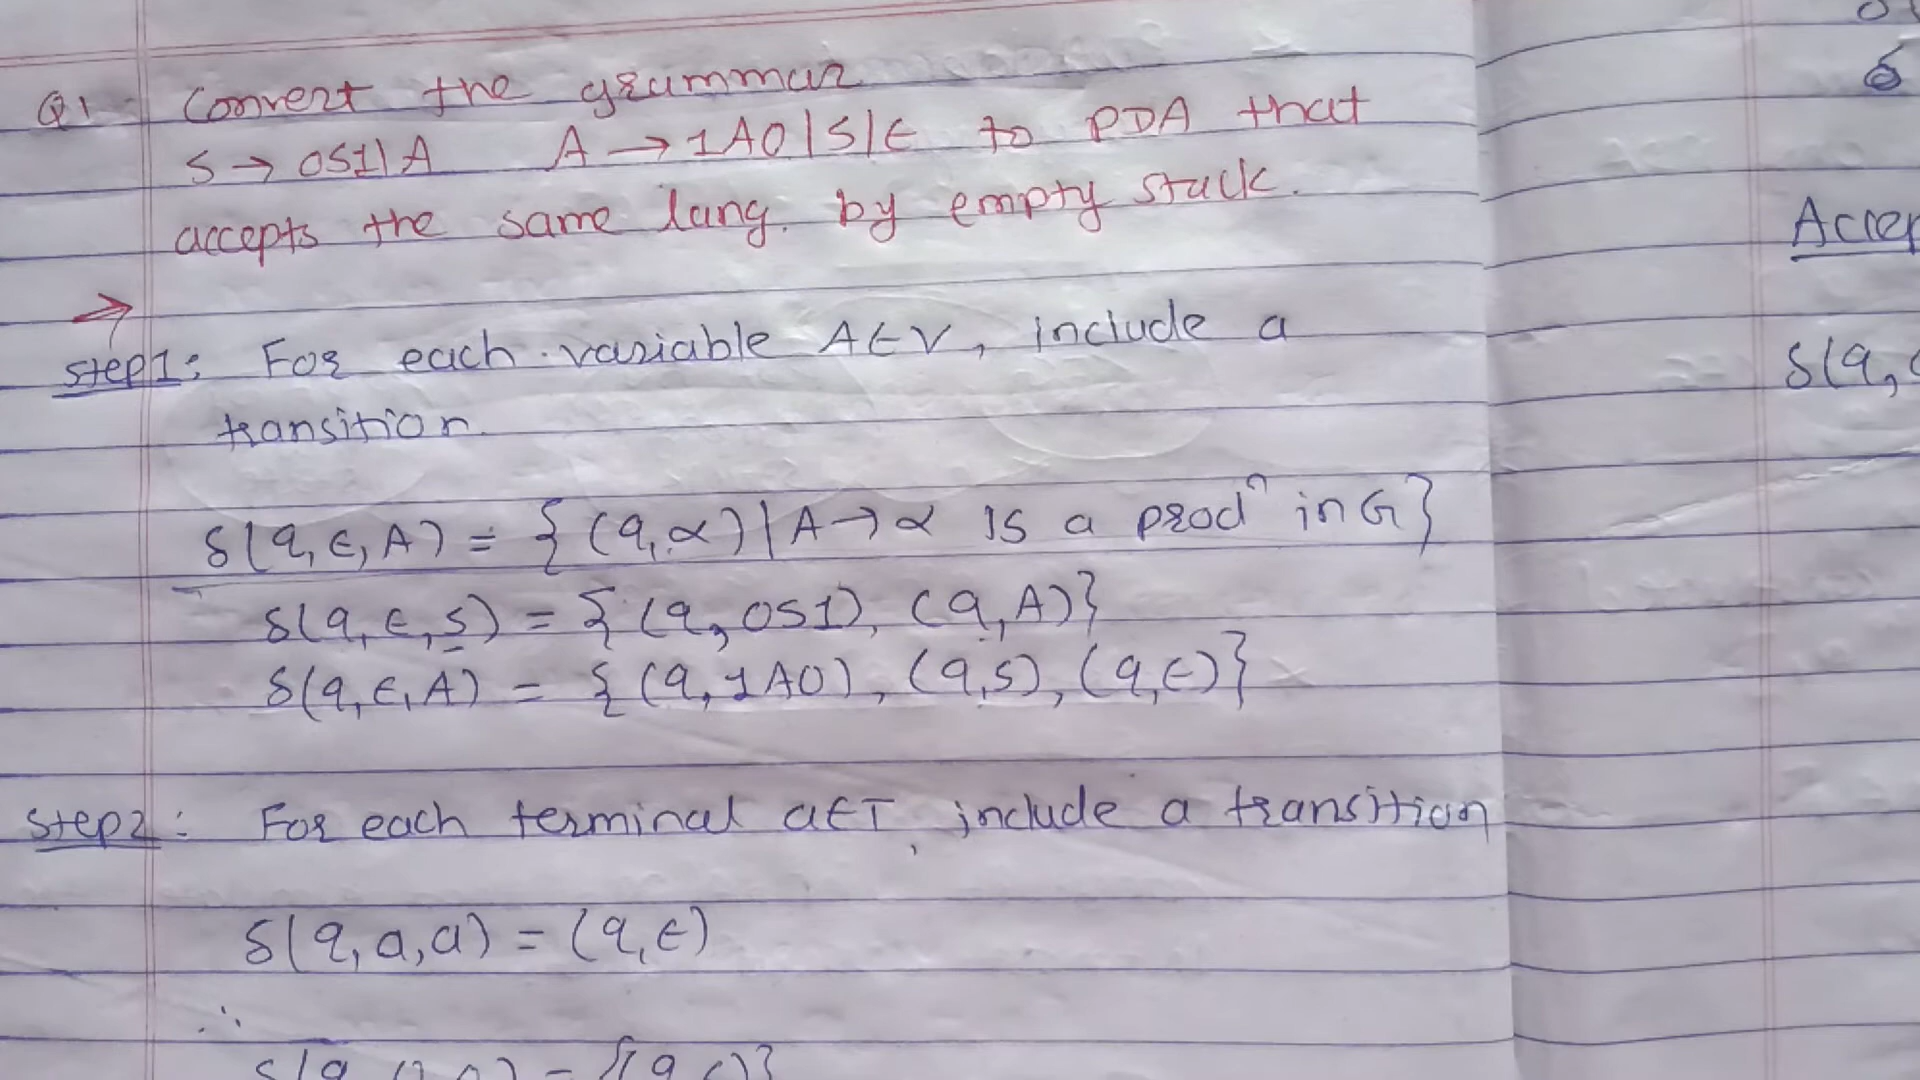 Q1 Convert the grammar
S → 0S1|A A → 1A0|S|ϵ to PDA that
accepts the same lang. by empty stack.
⇒
step1: For each variable A∈V, include a
transition.
δ(q,ϵ,A) = {(q,α)|A→α is a prodⁿ in G}
δ(q,ϵ,S) = {(q,0S1), (q,A)}
δ(q,ϵ,A) = {(q,1A0), (q,S), (q,ϵ)}
step2: For each terminal a∈T, include a transition
δ(q,a,a) = (q,ϵ)
∴
δ(q,